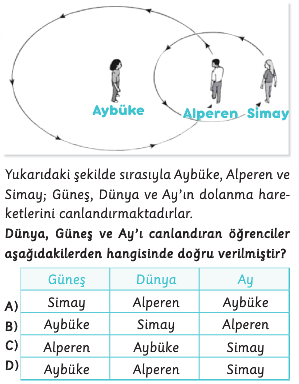 Aybüke
Alperen Simay
Yukarıdaki şekilde sırasıyla Aybüke, Alperen ve
Simay; Güneş, Dünya ve Ay'ın dolanma hare-
ketlerini canlandırmaktadırlar.
Dünya, Güneş ve Ay'ı canlandıran öğrenciler
aşağıdakilerden hangisinde doğru verilmiştir?
Güneş Dünya Ay
A) Simay Alperen Aybüke
B) Aybüke Simay Alperen
C) Alperen Aybüke Simay
D) Aybüke Alperen Simay